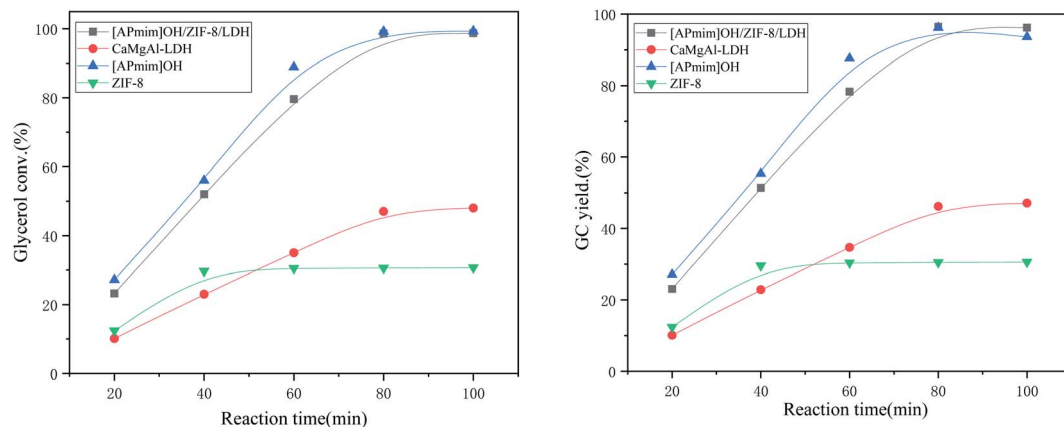 [APmim]OH/ZIF-8/LDH
CaMgAl-LDH
[APmim]OH
ZIF-8
100
80
60
40
20
0
Glycerol conv.(%)
20 40 60 80 100
Reaction time(min)
[APmim]OH/ZIF-8/LDH
CaMgAl-LDH
[APmim]OH
ZIF-8
100
80
60
40
20
0
GC yield.(%)
20 40 60 80 100
Reaction time(min)